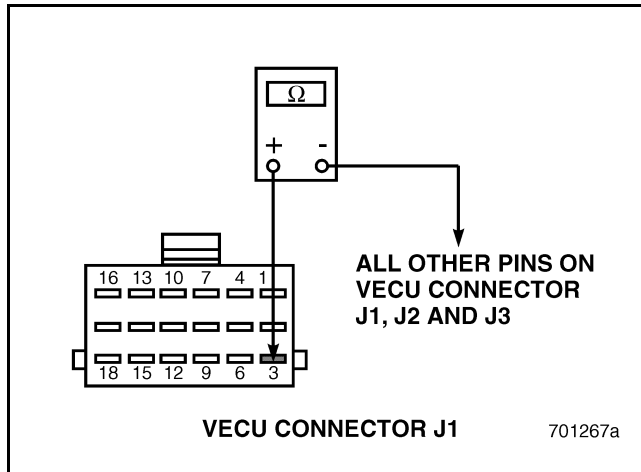 Ω
+ -
ALL OTHER PINS ON
VECU CONNECTOR
J1, J2 AND J3
16 13 10 7 4 1
18 15 12 9 6 3
VECU CONNECTOR J1
701267a